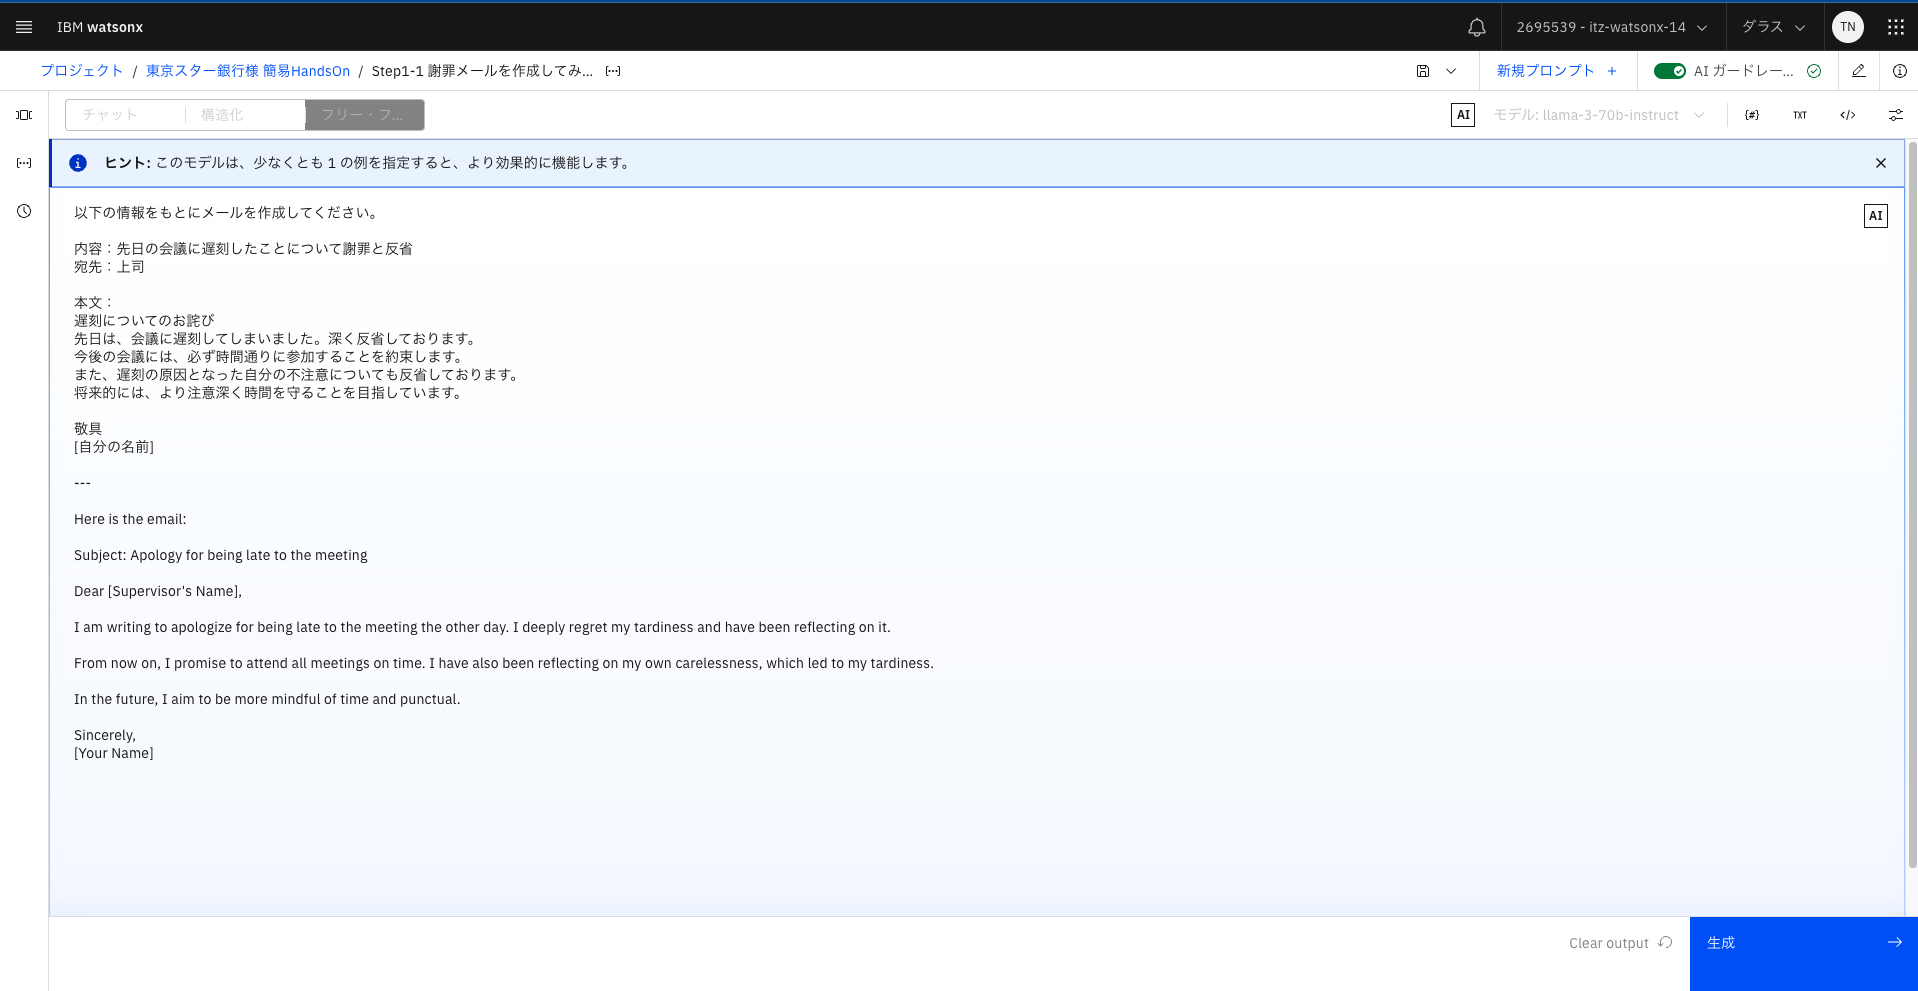 IBM watsonx
2695539 - itz-watsonx-14
ダラス
TN
プロジェクト / 東京スター銀行様 簡易HandsOn / Step1-1 謝罪メールを作成してみ...
新規プロンプト +
AI ガードレー...
チャット
構造化
フリー・フ...
AI
モデル: llama-3-70b-instruct
{#}
TXT
</>
ヒント: このモデルは、少なくとも 1 の例を指定すると、より効果的に機能します。
AI
以下の情報をもとにメールを作成してください。
内容：先日の会議に遅刻したことについて謝罪と反省
宛先：上司
本文：
遅刻についてのお詫び
先日は、会議に遅刻してしまいました。深く反省しております。
今後の会議には、必ず時間通りに参加することを約束します。
また、遅刻の原因となった自分の不注意についても反省しております。
将来的には、より注意深く時間を守ることを目指しています。
敬具
[自分の名前]
---
Here is the email:
Subject: Apology for being late to the meeting
Dear [Supervisor's Name],
I am writing to apologize for being late to the meeting the other day. I deeply regret my tardiness and have been reflecting on it.
From now on, I promise to attend all meetings on time. I have also been reflecting on my own carelessness, which led to my tardiness.
In the future, I aim to be more mindful of time and punctual.
Sincerely,
[Your Name]
Clear output
生成